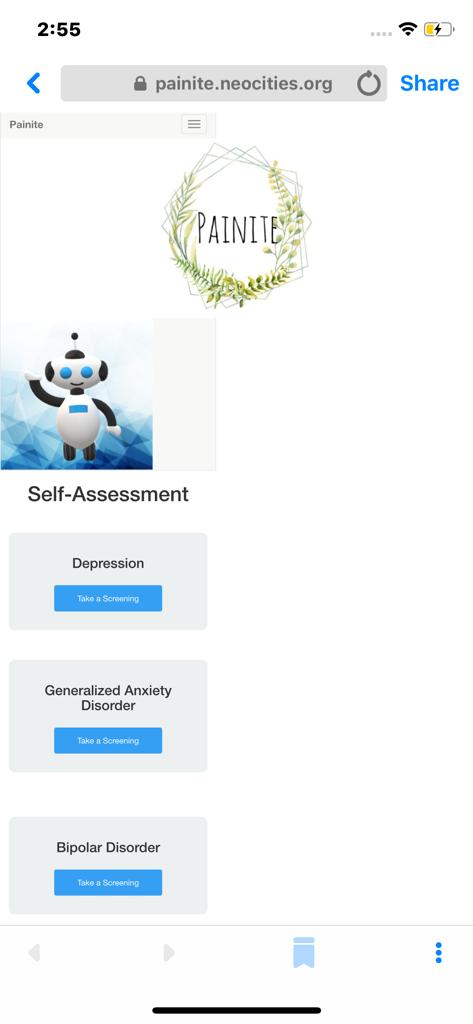 2:55
painite.neocities.org
Share
Painite
PAINITE
Self-Assessment
Depression
Take a Screening
Generalized Anxiety
Disorder
Take a Screening
Bipolar Disorder
Take a Screening